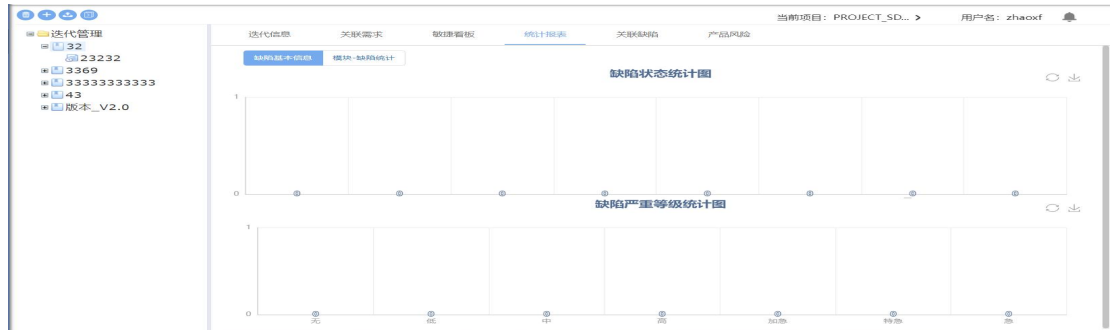 当前项目：PROJECT_SD... >
用户名：zhaoxf
迭代管理
32
23232
3369
33333333333
43
版本_V2.0
迭代信息 关联需求 敏捷看板 统计报表 关联缺陷 产品风险
缺陷基本信息 模块-缺陷统计
缺陷状态统计图
1
0
0 0 0 0 0 0 0 0
缺陷严重等级统计图
1
0
0 0 0 0 0 0 0
无 低 中 高 加急 特急 急